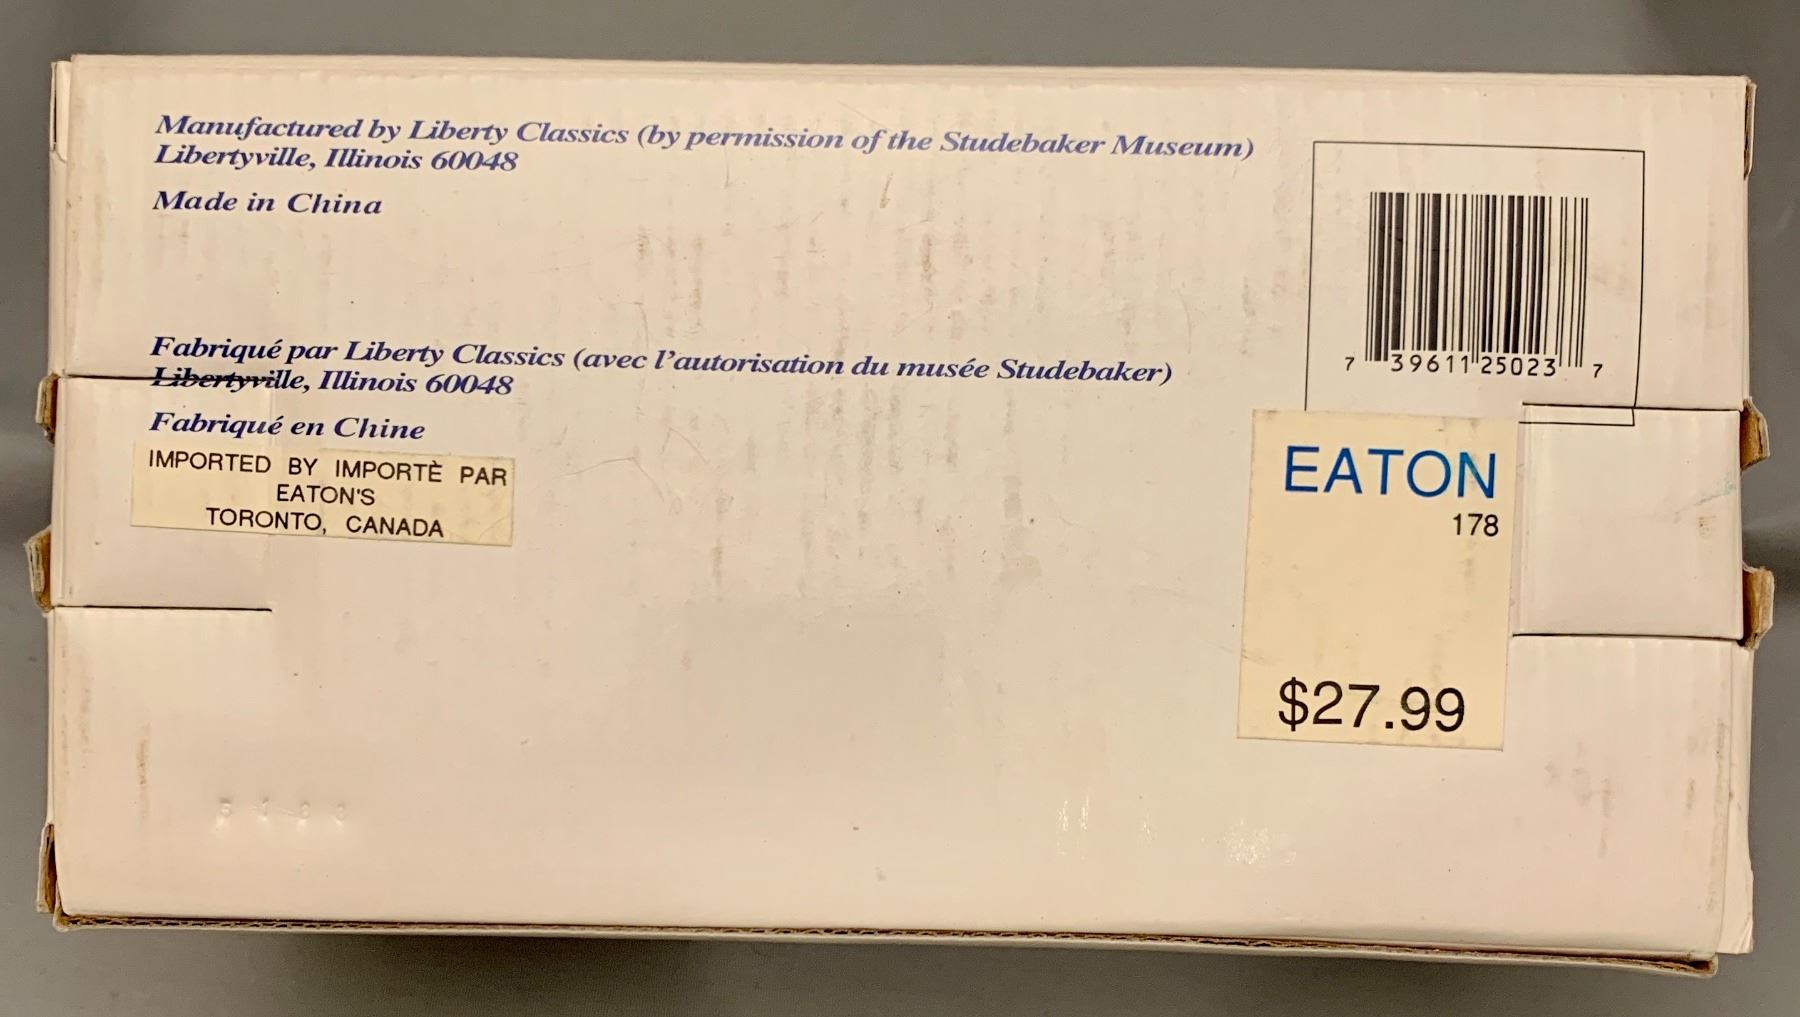 Manufactured by Liberty Classics (by permission of the Studebaker Museum)
Libertyville, Illinois 60048
Made in China
7 39611 25023 7
Fabriqué par Liberty Classics (avec l'autorisation du musée Studebaker)
Libertyville, Illinois 60048
Fabriqué en Chine
IMPORTED BY IMPORTÈ PAR
EATON'S
TORONTO, CANADA
EATON
178
$27.99